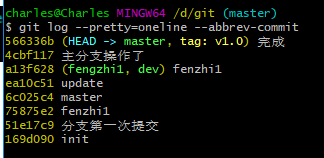 charles@Charles MINGW64 /d/git (master)
$ git log --pretty=oneline --abbrev-commit
566336b (HEAD -> master, tag: v1.0) 完成
4cbf117 主分支操作了
a13f628 (fengzhi1, dev) fenzhi1
ea10c51 update
6c025c4 master
75875e2 fenzhi1
51e17c9 分支第一次提交
169d090 init